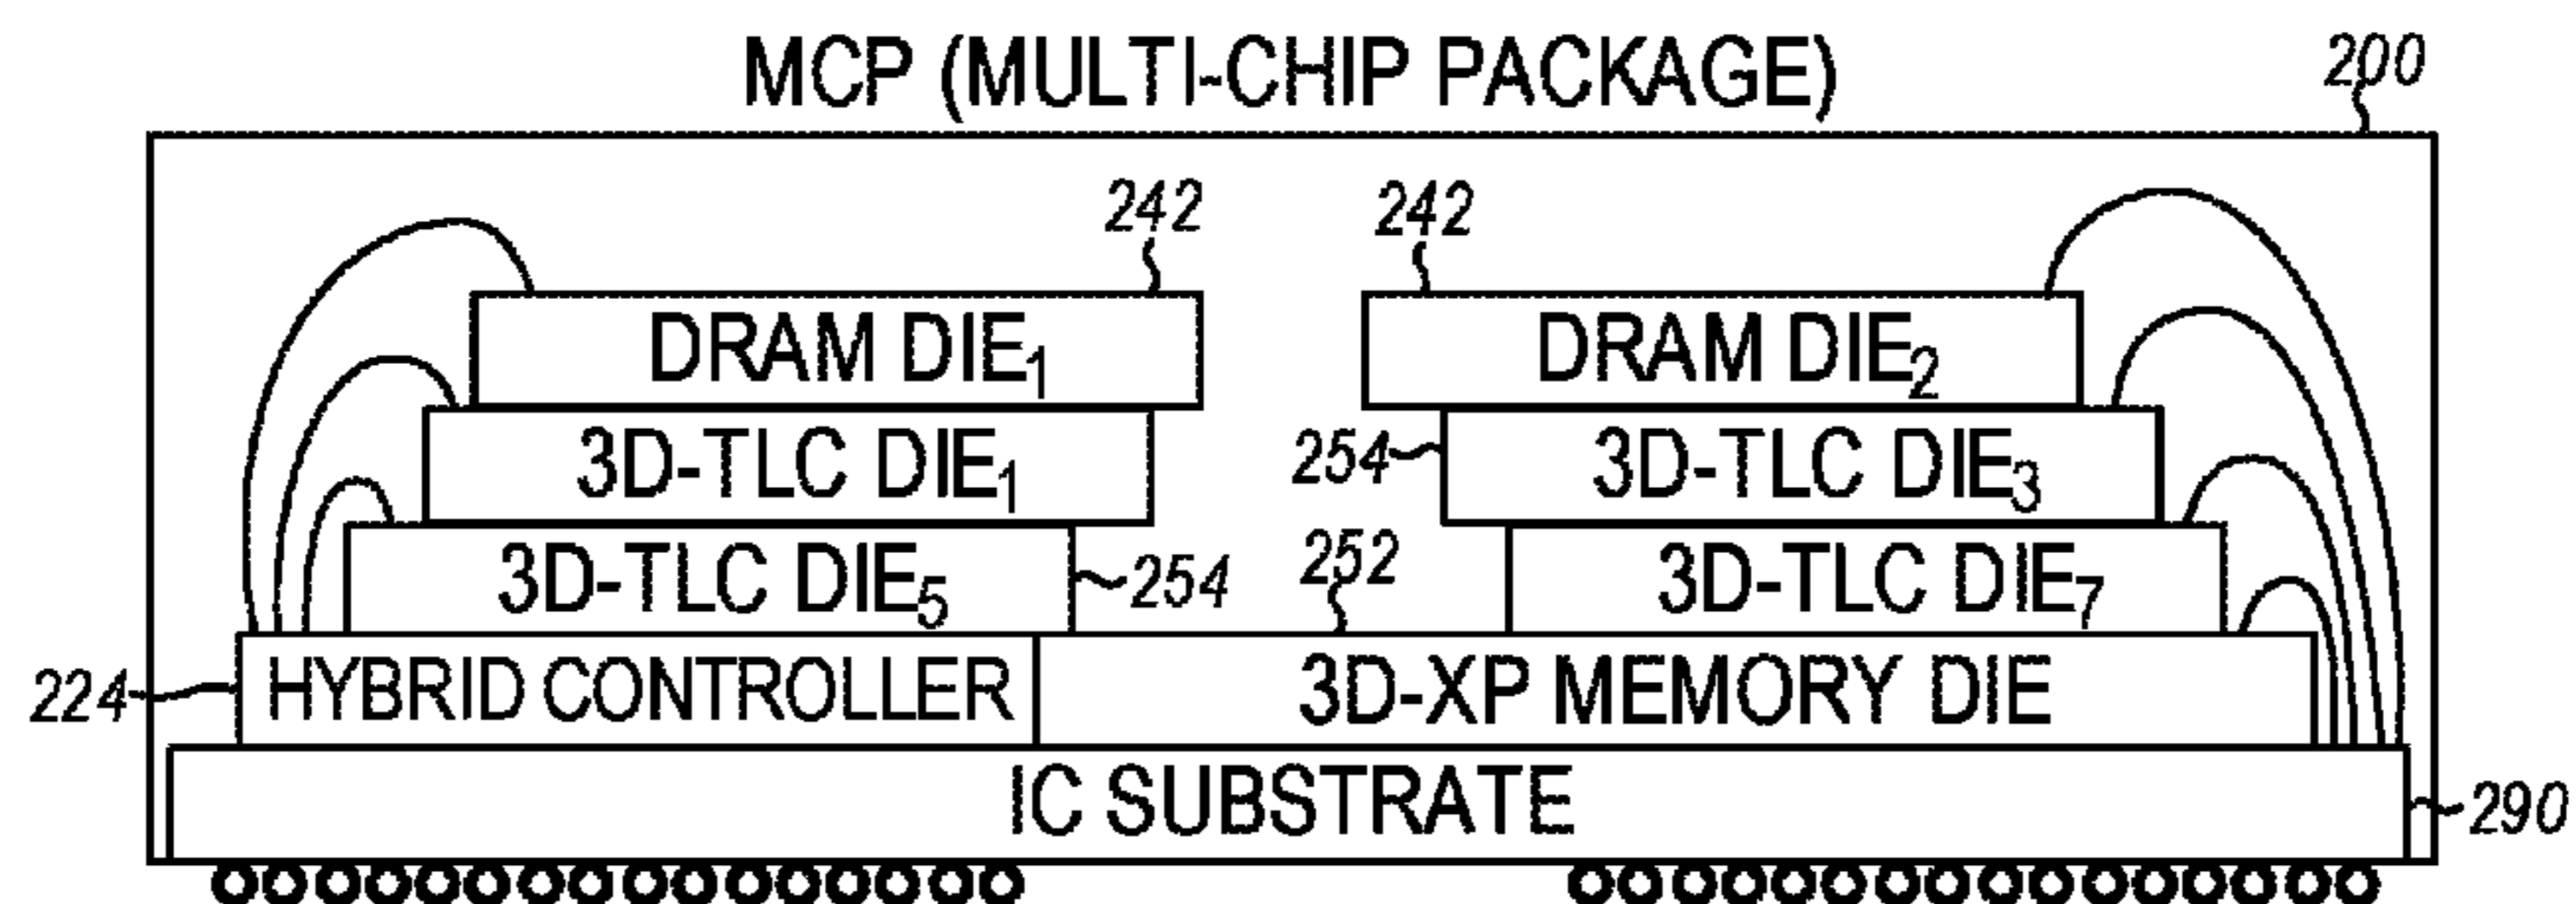 MCP (MULTI-CHIP PACKAGE)
200
242
242
DRAM DIE1
DRAM DIE2
3D-TLC DIE1
254
3D-TLC DIE3
3D-TLC DIE5
254
252
3D-TLC DIE7
224
HYBRID CONTROLLER
3D-XP MEMORY DIE
IC SUBSTRATE
290